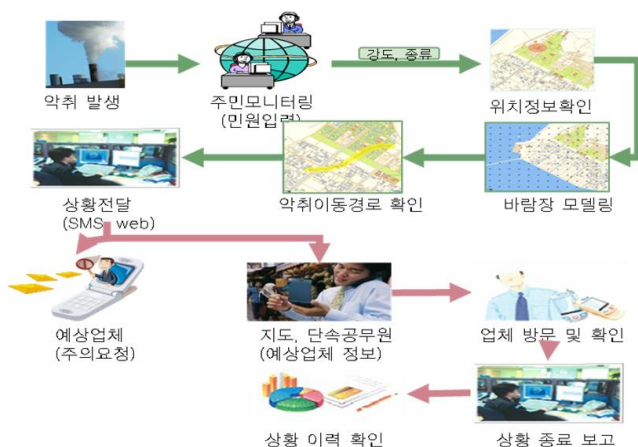 강도, 종류
악취 발생
주민모니터링
(민원입력)
위치정보확인
상황전달
(SMS, web)
악취이동경로 확인
바람장 모델링
예상업체
(주의요청)
지도, 단속공무원
(예상업체 정보)
업체 방문 및 확인
상황 이력 확인
상황 종료 보고